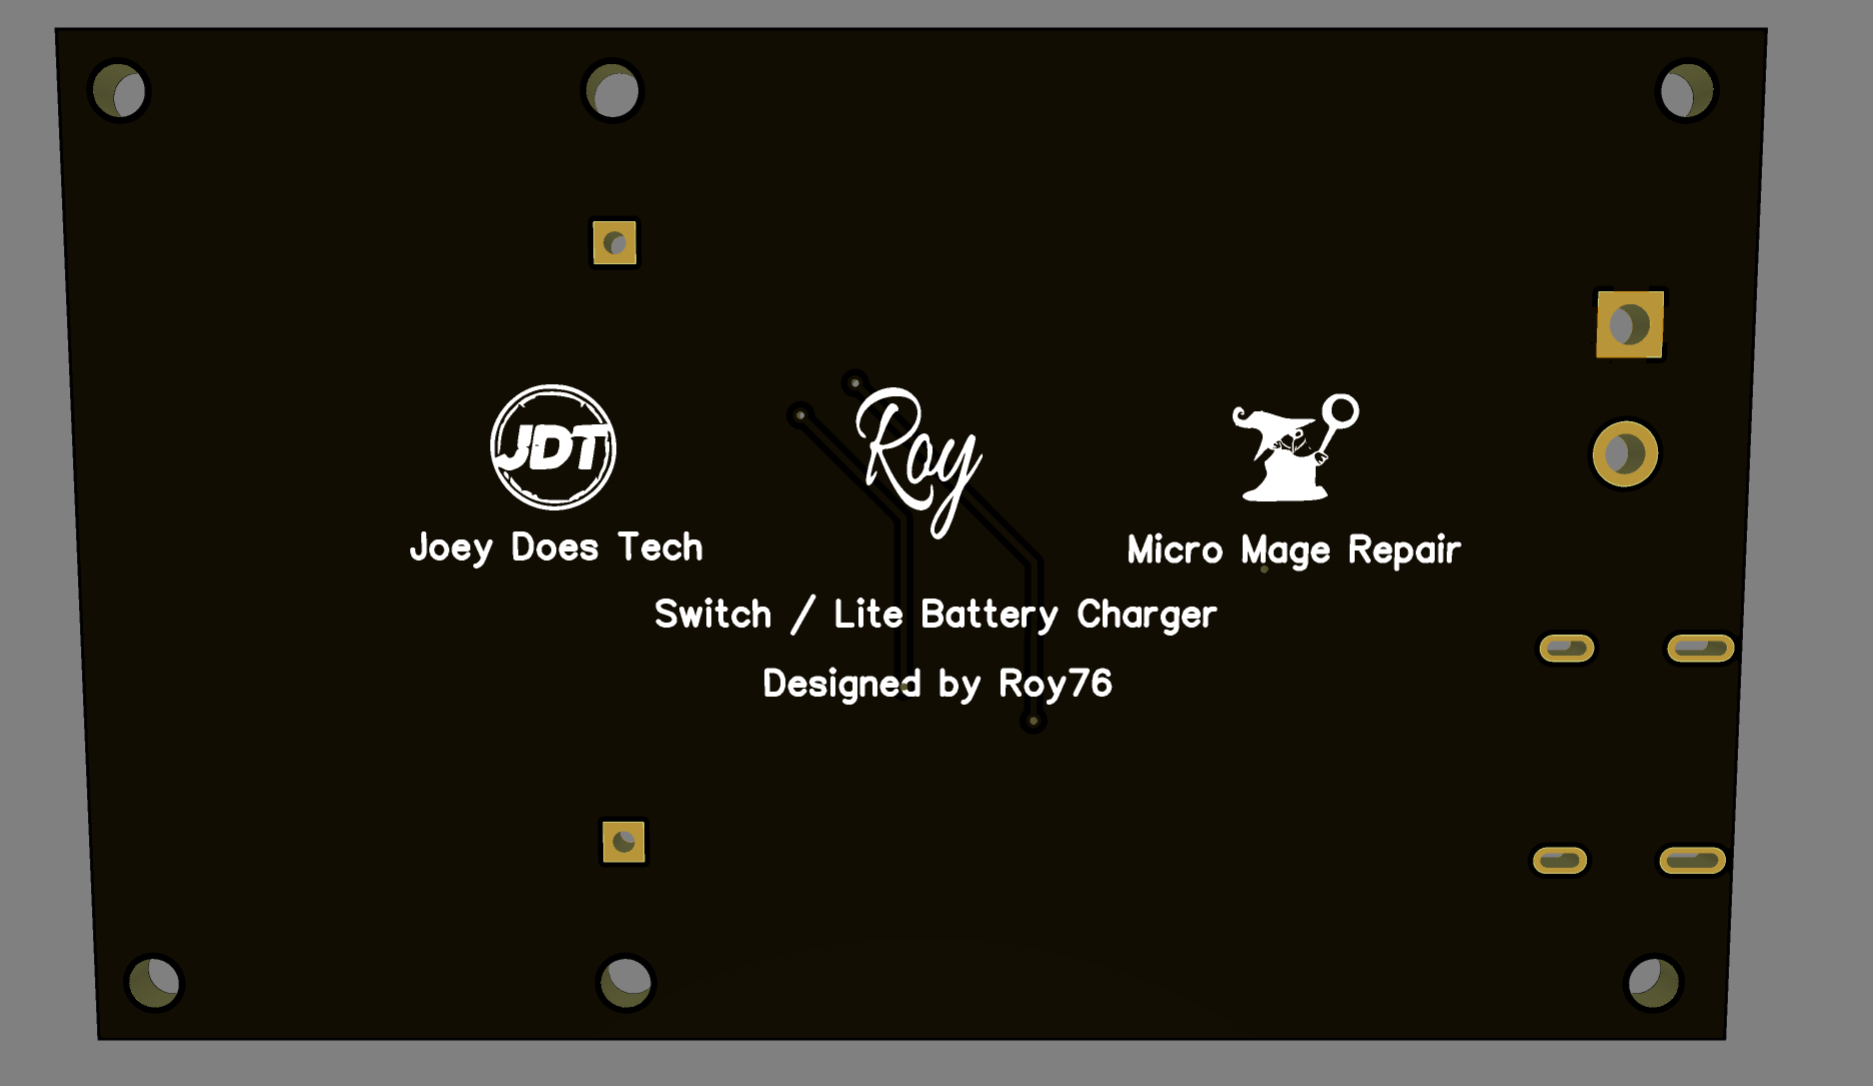 JDT
Roy
Joey Does Tech
Micro Mage Repair
Switch / Lite Battery Charger
Designed by Roy76